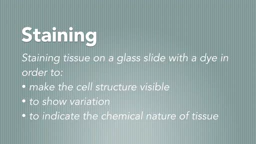 Staining
Staining tissue on a glass slide with a dye in
order to:
• make the cell structure visible
• to show variation
• to indicate the chemical nature of tissue